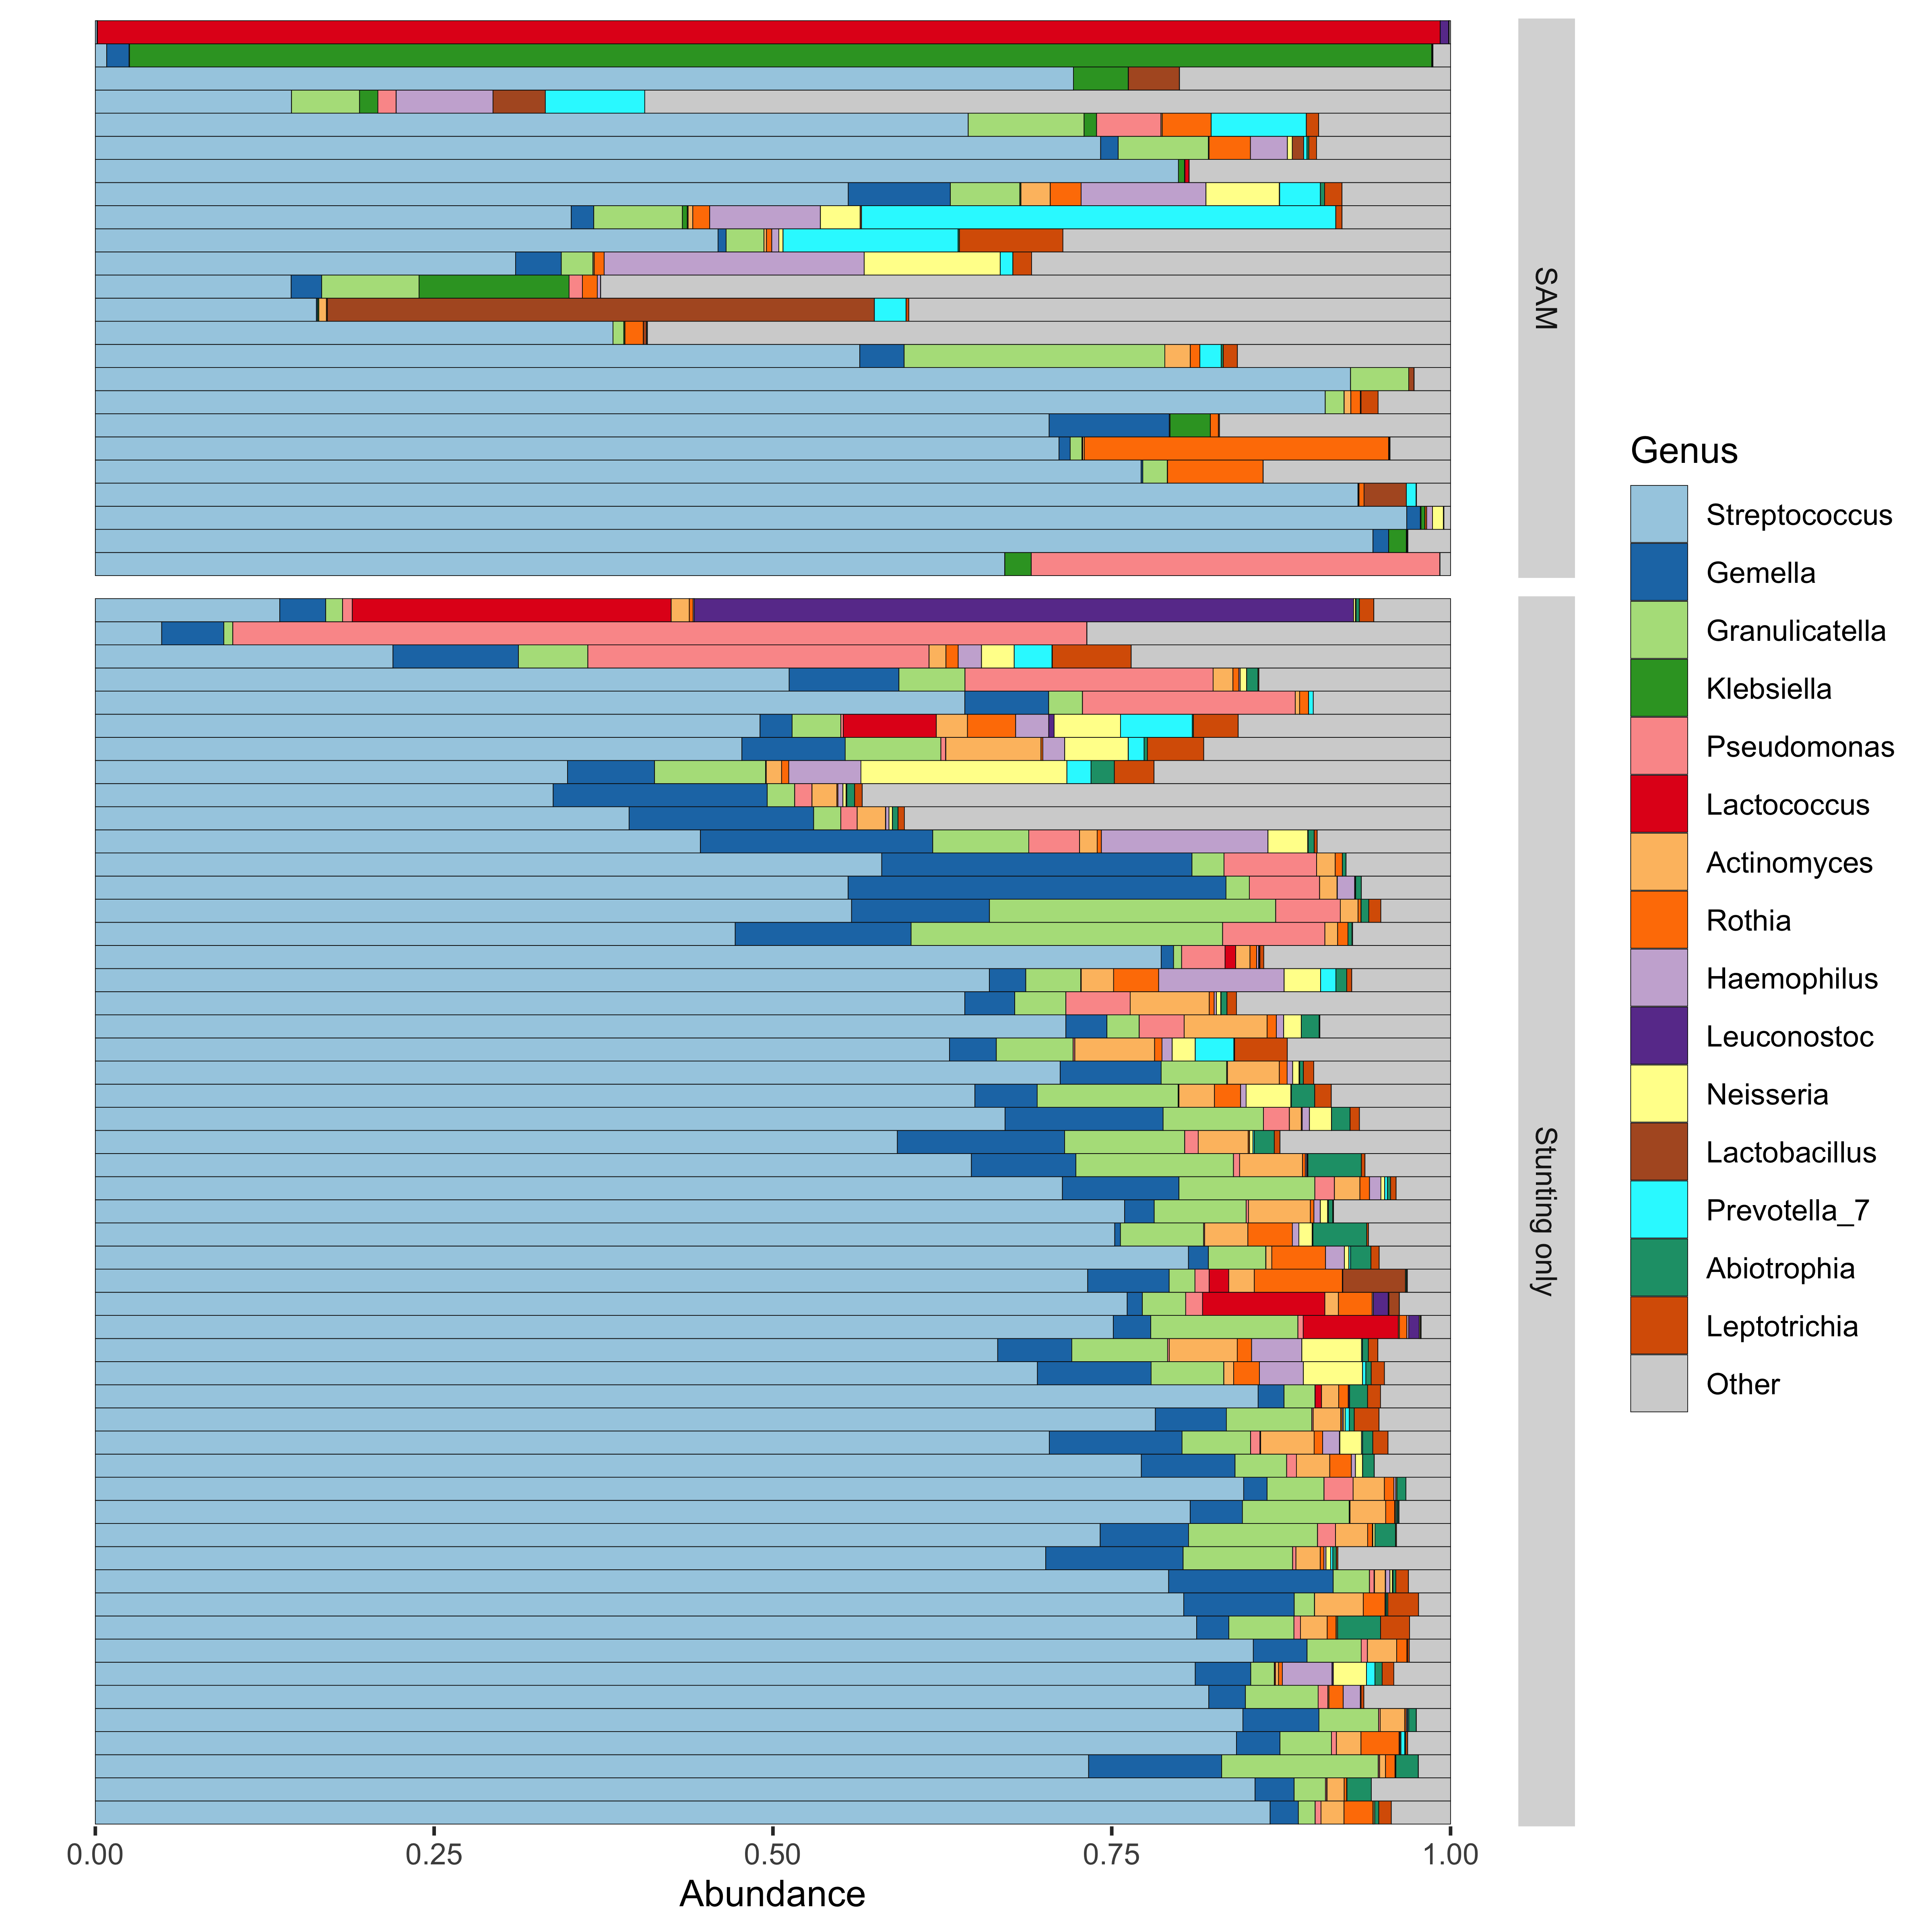 SAM
Stunting only
0.00
0.25
0.50
0.75
1.00
Abundance
Genus
Streptococcus
Gemella
Granulicatella
Klebsiella
Pseudomonas
Lactococcus
Actinomyces
Rothia
Haemophilus
Leuconostoc
Neisseria
Lactobacillus
Prevotella_7
Abiotrophia
Leptotrichia
Other